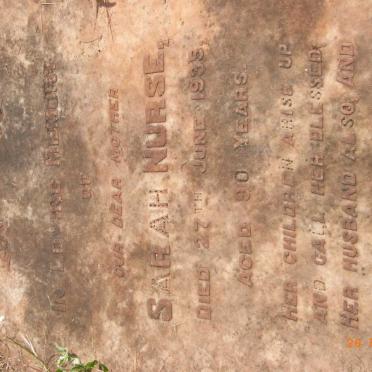 IN LOVING MEMORY
OF
OUR DEAR MOTHER
SARAH NURSE,
DIED 27TH JUNE 1935,
AGED 90 YEARS.
HER CHILDREN ARISE UP
AND CALL HER BLESSED;
HER HUSBAND ALSO, AND